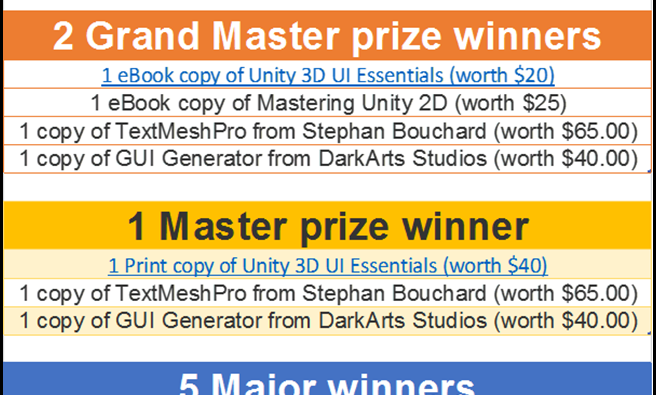 2 Grand Master prize winners
1 eBook copy of Unity 3D UI Essentials (worth $20)
1 eBook copy of Mastering Unity 2D (worth $25)
1 copy of TextMeshPro from Stephan Bouchard (worth $65.00)
1 copy of GUI Generator from DarkArts Studios (worth $40.00)
1 Master prize winner
1 Print copy of Unity 3D UI Essentials (worth $40)
1 copy of TextMeshPro from Stephan Bouchard (worth $65.00)
1 copy of GUI Generator from DarkArts Studios (worth $40.00)
5 Major winners